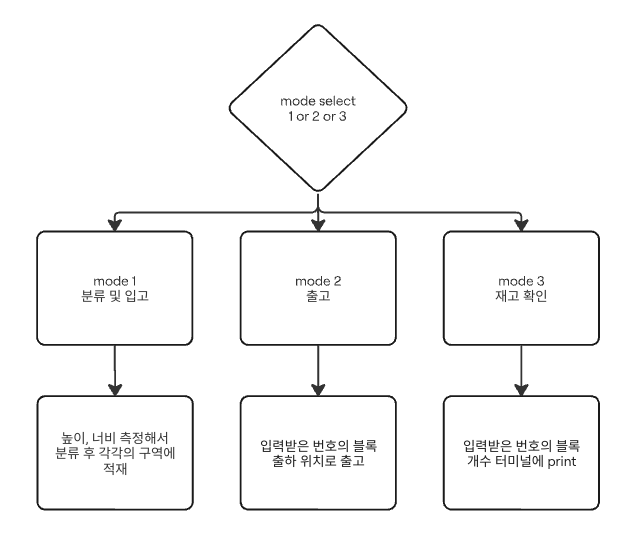 mode select
1 or 2 or 3
mode 1
분류 및 입고
mode 2
출고
mode 3
재고 확인
높이, 너비 측정해서
분류 후 각각의 구역에
적재
입력받은 번호의 블록
출하 위치로 출고
입력받은 번호의 블록
개수 터미널에 print